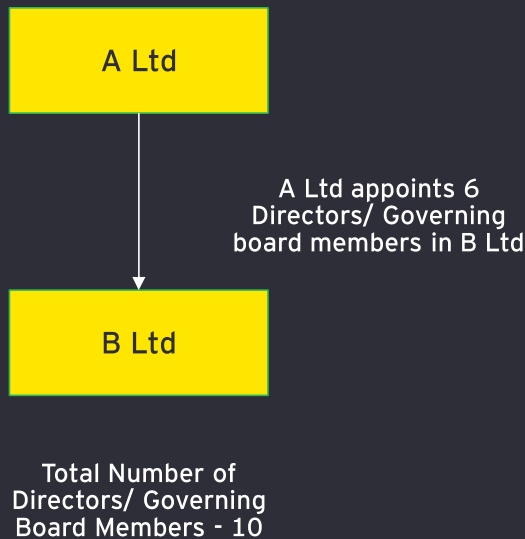 A Ltd
A Ltd appoints 6
Directors/ Governing
board members in B Ltd
B Ltd
Total Number of
Directors/ Governing
Board Members - 10